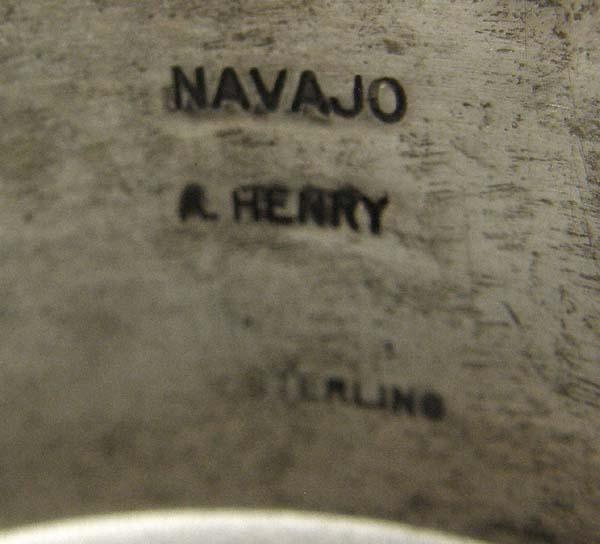 NAVAJO
R. HENRY
STERLING